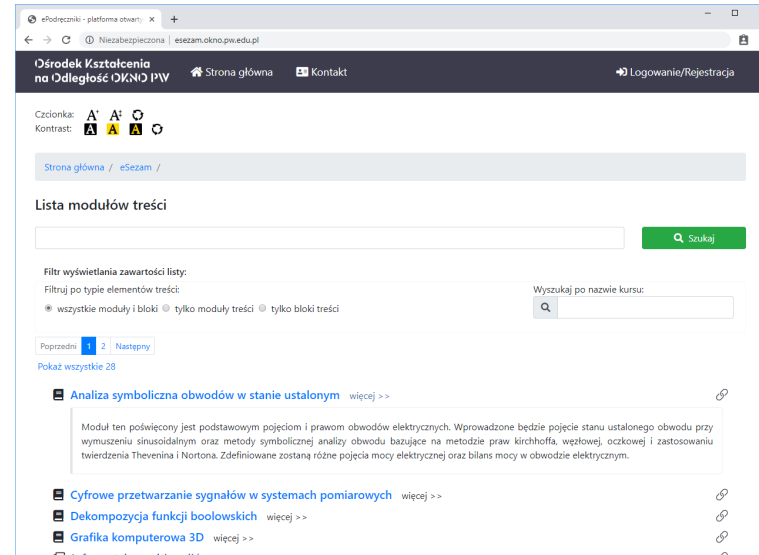 ePodręczniki - platforma otwarty
Niezabezpieczona | esezam.okno.pw.edu.pl
Ośrodek Kształcenia
na Odległość OKNO PW
Strona główna
Kontakt
Logowanie/Rejestracja
Czcionka: A+ A‡
Kontrast: A A A
Strona główna / eSezam /
Lista modułów treści
Szukaj
Filtr wyświetlania zawartości listy:
Filtruj po typie elementów treści:
Wyszukaj po nazwie kursu:
wszystkie moduły i bloki tylko moduły treści tylko bloki treści
Poprzedni 1 2 Następny
Pokaż wszystkie 28
Analiza symboliczna obwodów w stanie ustalonym więcej >>
Moduł ten poświęcony jest podstawowym pojęciom i prawom obwodów elektrycznych. Wprowadzone będzie pojęcie stanu ustalonego obwodu przy
wymuszeniu sinusoidalnym oraz metody symbolicznej analizy obwodu bazujące na metodzie praw kirchhoffa, węzłowej, oczkowej i zastosowaniu
twierdzenia Thevenina i Nortona. Zdefiniowane zostaną różne pojęcia mocy elektrycznej oraz bilans mocy w obwodzie elektrycznym.
Cyfrowe przetwarzanie sygnałów w systemach pomiarowych więcej >>
Dekompozycja funkcji boolowskich więcej >>
Grafika komputerowa 3D więcej >>